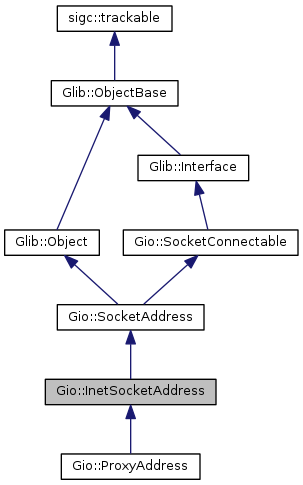 sigc::trackable
Glib::ObjectBase
Glib::Interface
Glib::Object
Gio::SocketConnectable
Gio::SocketAddress
Gio::InetSocketAddress
Gio::ProxyAddress